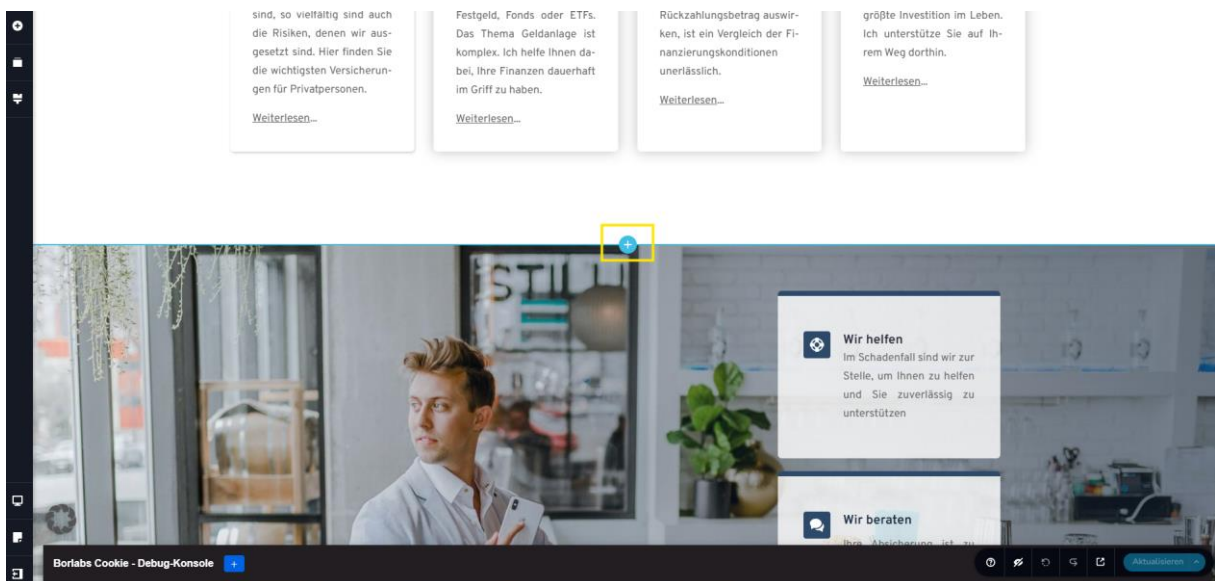 sind, so vielfältig sind auch
die Risiken, denen wir aus-
gesetzt sind. Hier finden Sie
die wichtigsten Versicherun-
gen für Privatpersonen.
Weiterlesen...
Festgeld, Fonds oder ETFs.
Das Thema Geldanlage ist
komplex. Ich helfe Ihnen da-
bei, Ihre Finanzen dauerhaft
im Griff zu haben.
Weiterlesen...
Rückzahlungsbetrag auswir-
ken, ist ein Vergleich der Fi-
nanzierungskonditionen
unerlässlich.
Weiterlesen...
größte Investition im Leben.
Ich unterstütze Sie auf Ih-
rem Weg dorthin.
Weiterlesen...
Wir helfen
Im Schadenfall sind wir zur
Stelle, um Ihnen zu helfen
und Sie zuverlässig zu
unterstützen
Wir beraten
Ihre Absicherung ist zu
Borlabs Cookie - Debug-Konsole +
Aktualisieren